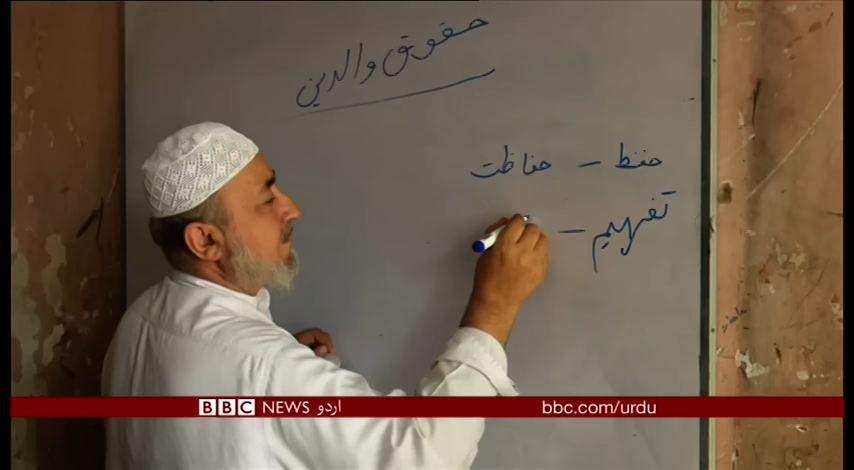 حقوق والدین
حفظ – حفاظت
تفہیم –
BBC NEWS اردو
bbc.com/urdu